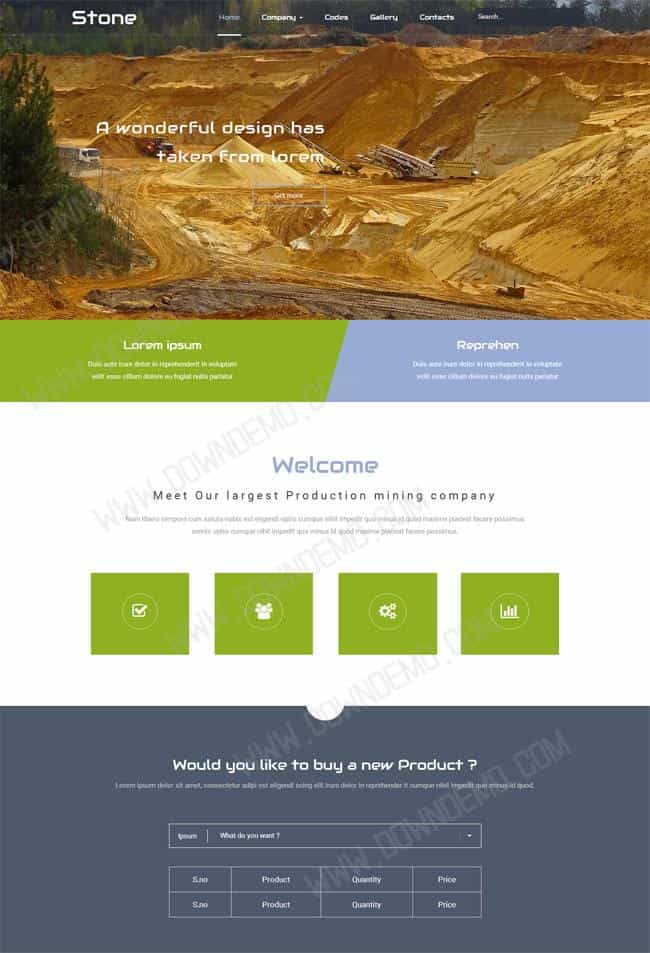 Stone
Home Company Codes Gallery Contacts Search...
A wonderful design has
taken from lorem
Get more
Lorem ipsum
Duis aute irure dolor in reprehenderit in voluptate
velit esse cillum dolore eu fugiat nulla pariatur
Reprehen
Duis aute irure dolor in reprehenderit in voluptate
velit esse cillum dolore eu fugiat nulla pariatur
Welcome
Meet Our largest Production mining company
Nam libero tempore cum soluta nobis est eligendi optio cumque nihil impedit quo minus id quod maxime placeat facere possimus
omnis optio cumque nihil impedit quo minus id quod maxime placeat facere possimus.
Would you like to buy a new Product ?
Lorem ipsum dolor sit amet, consectetur adipi est eligendi scing elit irure dolor in reprehender it cumque nihil impedit quo minus id quod.
Ipsum What do you want ?
S.no Product Quantity Price
S.no Product Quantity Price
WWW.DOWNDEMO.COM
WWW.DOWNDEMO.COM
WWW.DOWNDEMO.COM